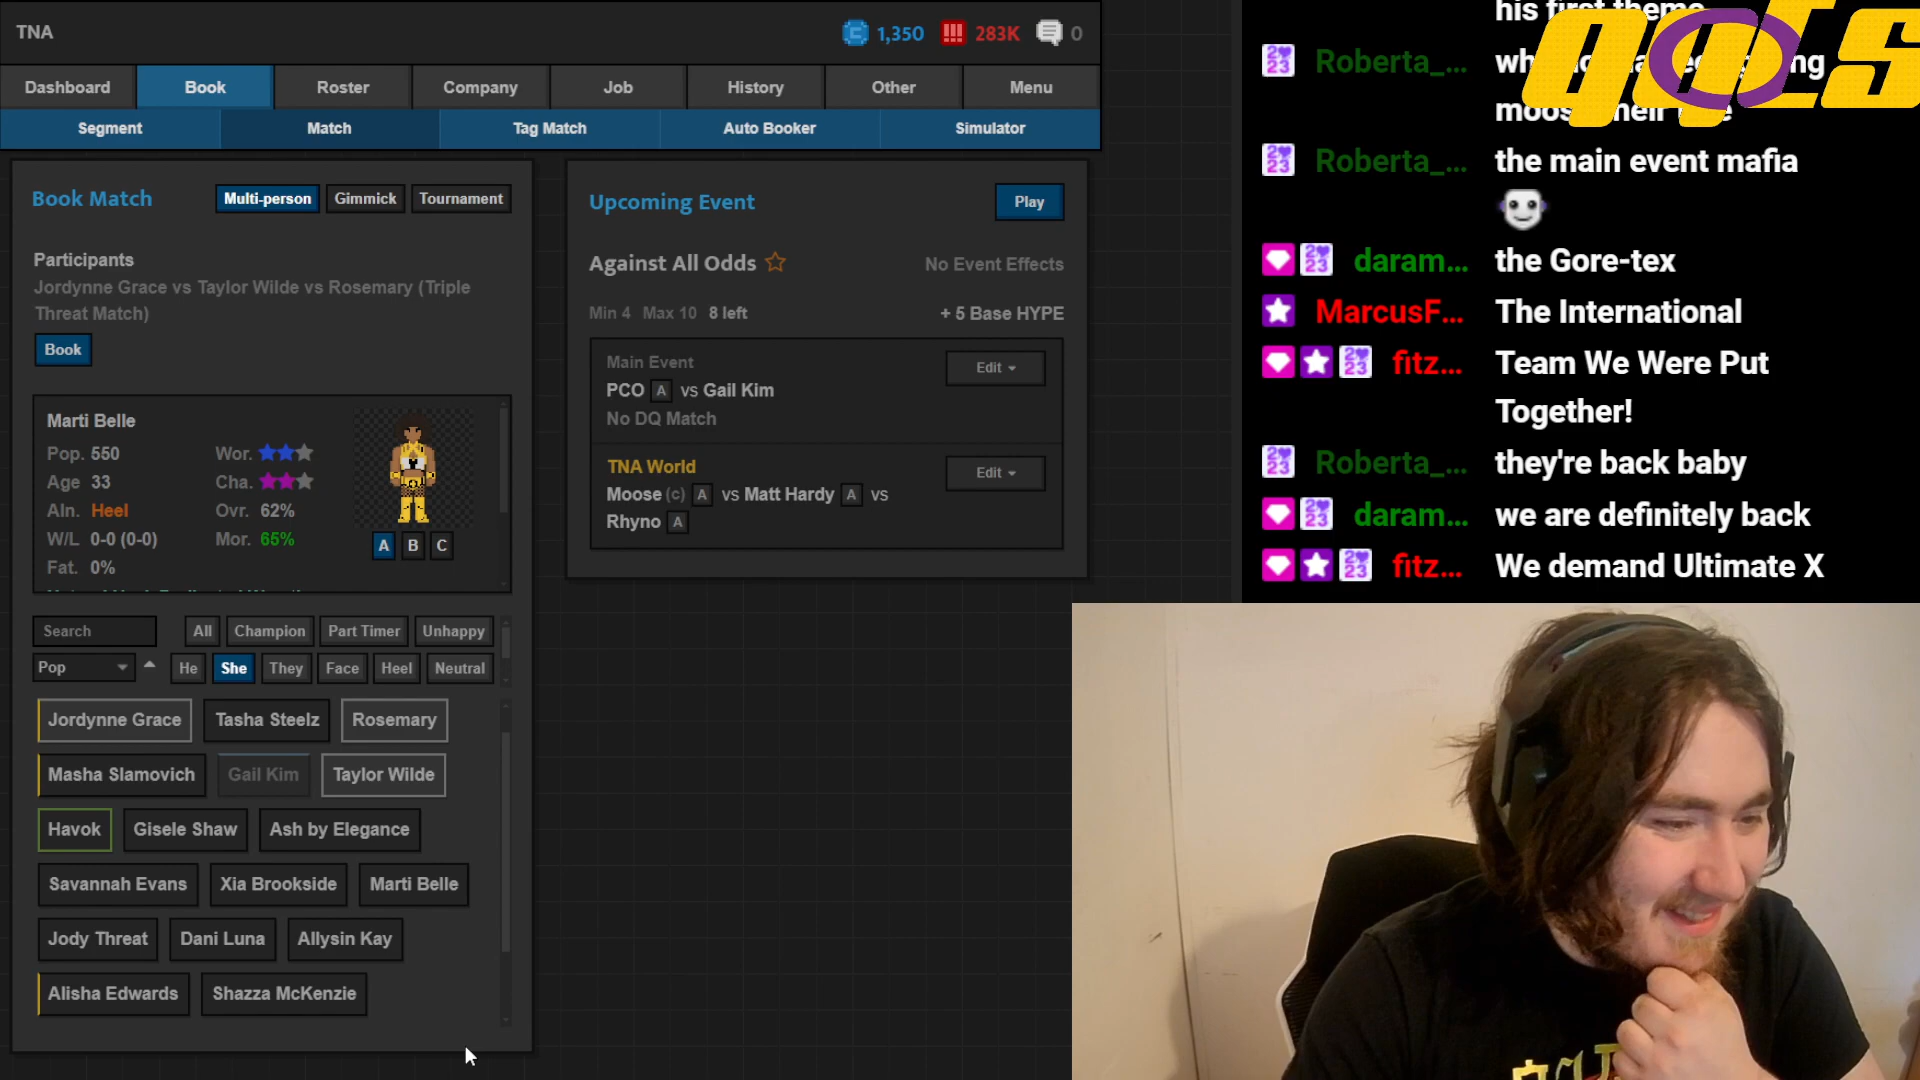 TNA
1,350
283K
0
Dashboard
Book
Roster
Company
Job
History
Other
Menu
Segment
Match
Tag Match
Auto Booker
Simulator
Book Match
Multi-person
Gimmick
Tournament
Participants
Jordynne Grace vs Taylor Wilde vs Rosemary (Triple
Threat Match)
Book
Marti Belle
Pop. 550
Wor.
Age 33
Cha.
Aln. Heel
Ovr. 62%
W/L 0-0 (0-0)
Mor. 65%
Fat. 0%
A B C
Search
All
Champion
Part Timer
Unhappy
Pop
He
She
They
Face
Heel
Neutral
Jordynne Grace
Tasha Steelz
Rosemary
Masha Slamovich
Gail Kim
Taylor Wilde
Havok
Gisele Shaw
Ash by Elegance
Savannah Evans
Xia Brookside
Marti Belle
Jody Threat
Dani Luna
Allysin Kay
Alisha Edwards
Shazza McKenzie
Upcoming Event
Play
Against All Odds
No Event Effects
Min 4 Max 10 8 left
+ 5 Base HYPE
Main Event
Edit
PCO A vs Gail Kim
No DQ Match
TNA World
Edit
Moose (c) A vs Matt Hardy A vs
Rhyno A
his first theme
Roberta_...
Roberta_... the main event mafia
daram... the Gore-tex
MarcusF... The International
fitz... Team We Were Put
Together!
Roberta_... they're back baby
daram... we are definitely back
fitz... We demand Ultimate X